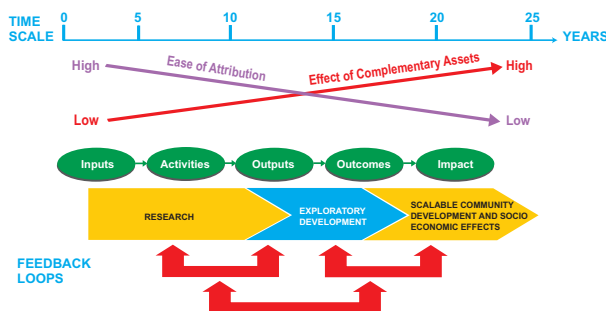 TIME
SCALE
0 5 10 15 20 25
YEARS
High
Ease of Attribution
Effect of Complementary Assets
High
Low
Low
Inputs
Activities
Outputs
Outcomes
Impact
RESEARCH
EXPLORATORY
DEVELOPMENT
SCALABLE COMMUNITY
DEVELOPMENT AND SOCIO
ECONOMIC EFFECTS
FEEDBACK
LOOPS